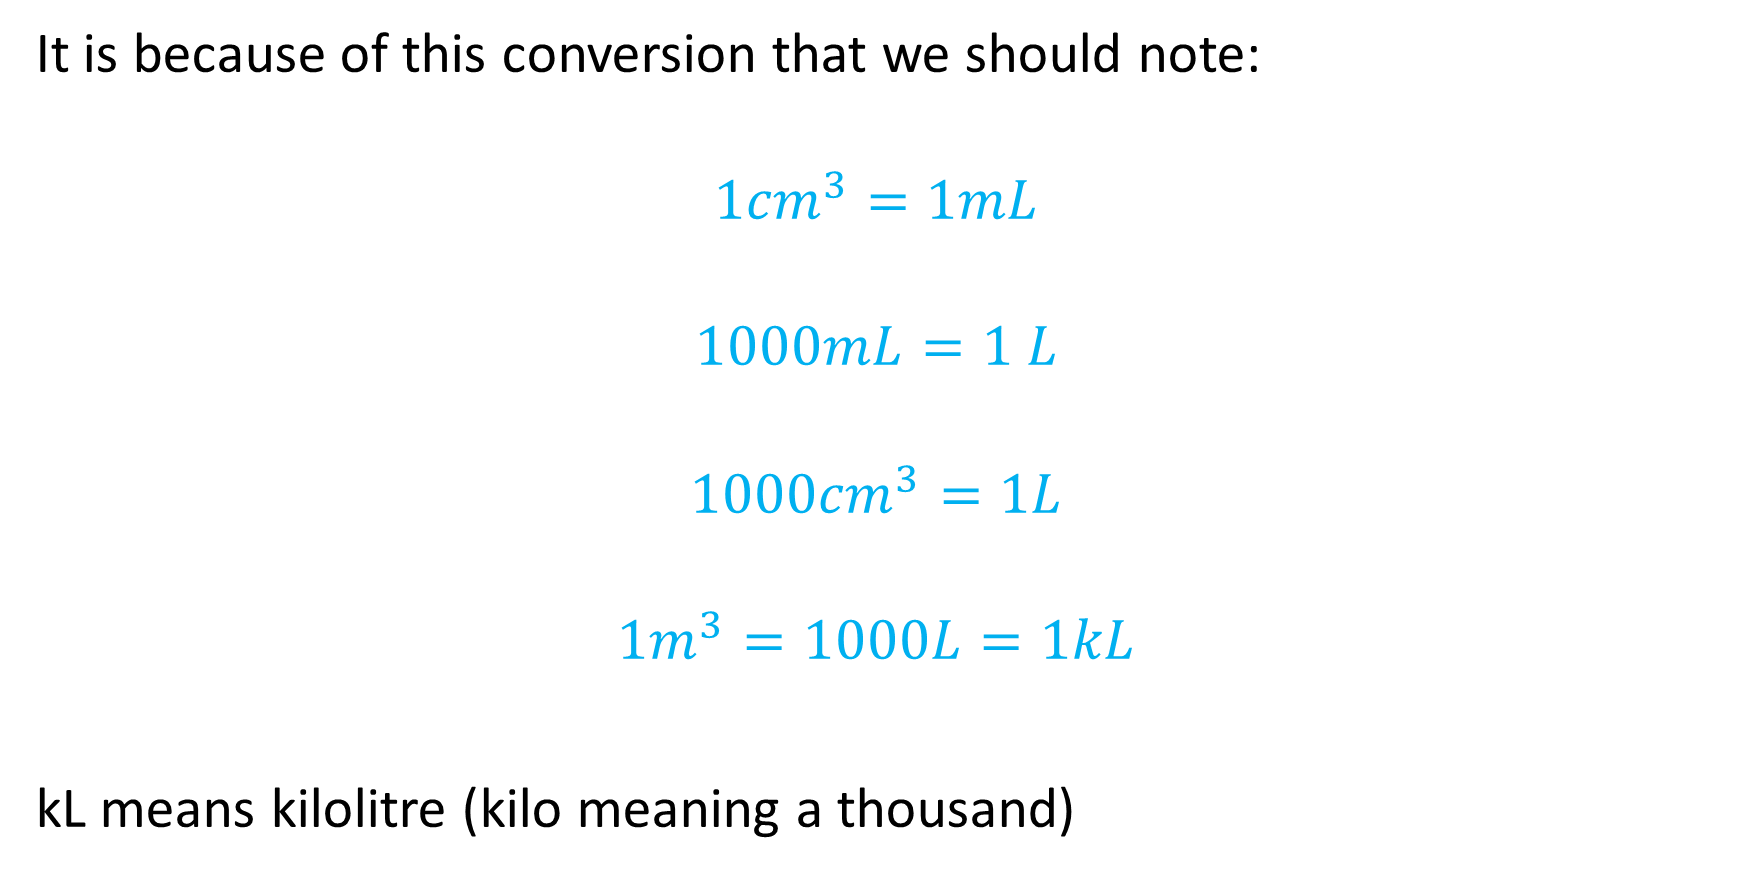 It is because of this conversion that we should note:
1cm³ = 1mL
1000mL = 1 L
1000cm³ = 1L
1m³ = 1000L = 1kL
kL means kilolitre (kilo meaning a thousand)